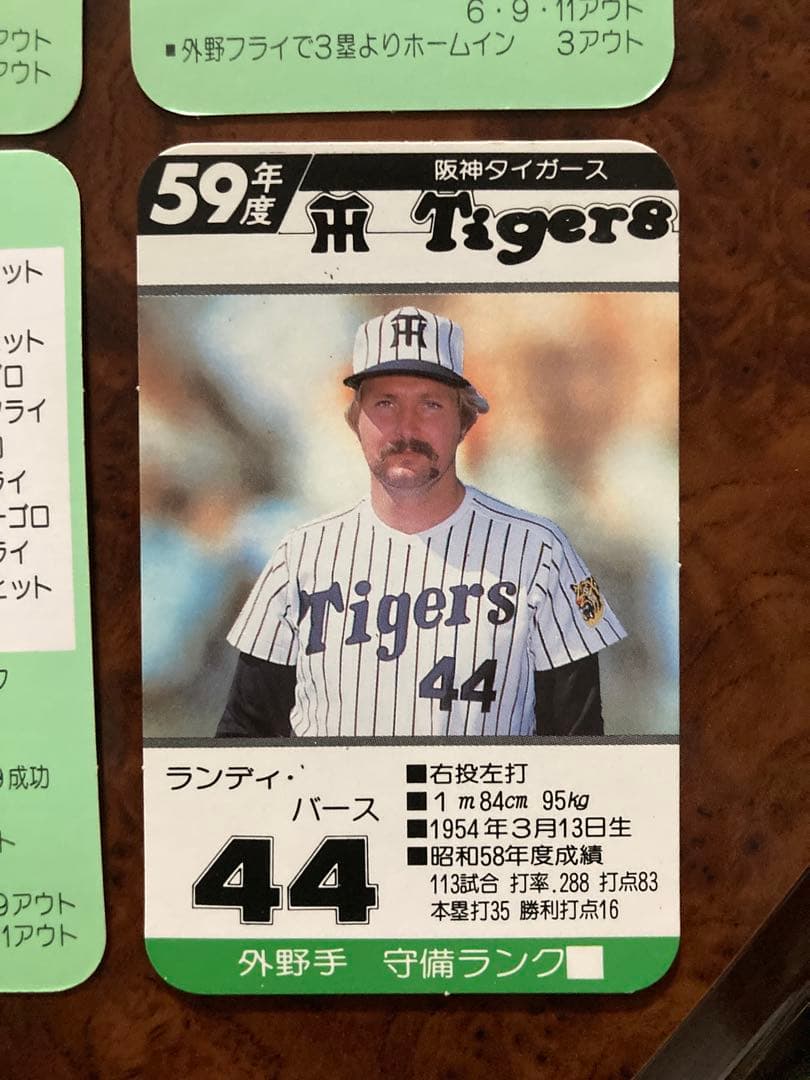 アウト
アウト
6・9・11アウト
■外野フライで3塁よりホームイン 3アウト
ット
ット
ゴロ
フライ
ライ
ーゴロ
ライ
ヒット
9成功
9アウト
1アウト
59年度
阪神タイガース
TH Tigers
TH
Tigers
44
ランディ・
バース
44
■右投左打
■1m84cm 95kg
■1954年3月13日生
■昭和58年度成績
113試合 打率.288 打点83
本塁打35 勝利打点16
外野手 守備ランク